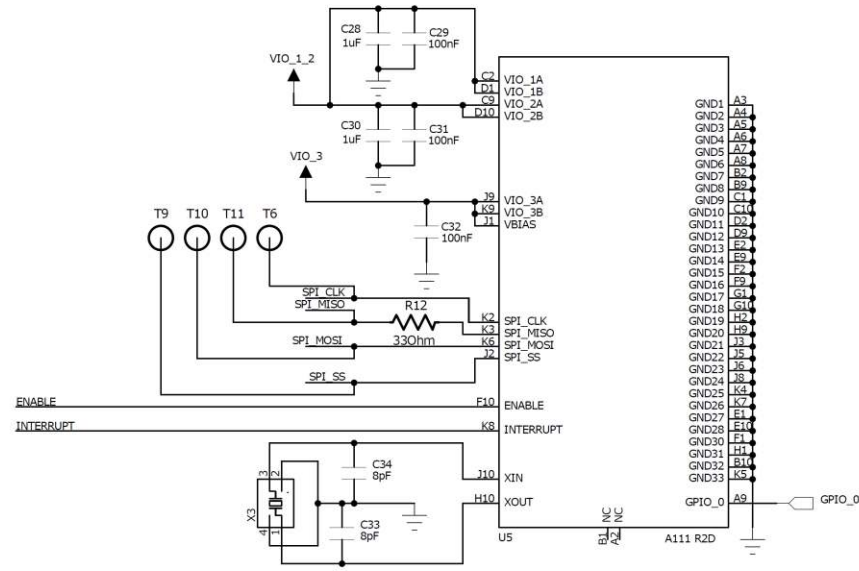 C28
1uF
C29
100nF
VIO_1_2
C2 VIO_1A
D1 VIO_1B
C9 VIO_2A
D10 VIO_2B
C30
1uF
C31
100nF
VIO_3
J9 VIO_3A
K9 VIO_3B
J1 VBIAS
C32
100nF
T9 T10 T11 T6
SPI_CLK
SPI_MISO
R12
33Ohm
SPI_MOSI
SPI_SS
K2 SPI_CLK
K3 SPI_MISO
K6 SPI_MOSI
J2 SPI_SS
ENABLE F10 ENABLE
INTERRUPT K8 INTERRUPT
3 2
X3
4 1
C34
8pF
C33
8pF
J10 XIN
H10 XOUT
GND1 A3
GND2 A4
GND3 A5
GND4 A6
GND5 A7
GND6 A8
GND7 B2
GND8 B9
GND9 C1
GND10 C10
GND11 D2
GND12 D9
GND13 E2
GND14 E9
GND15 F2
GND16 F9
GND17 G1
GND18 G10
GND19 H2
GND20 H9
GND21 J3
GND22 J5
GND23 J6
GND24 J8
GND25 K4
GND26 K7
GND27 E1
GND28 E10
GND30 F1
GND31 H1
GND32 B10
GND33 K5
GPIO_0 A9 GPIO_0
B1 NC
A2 NC
U5
A111 R2D